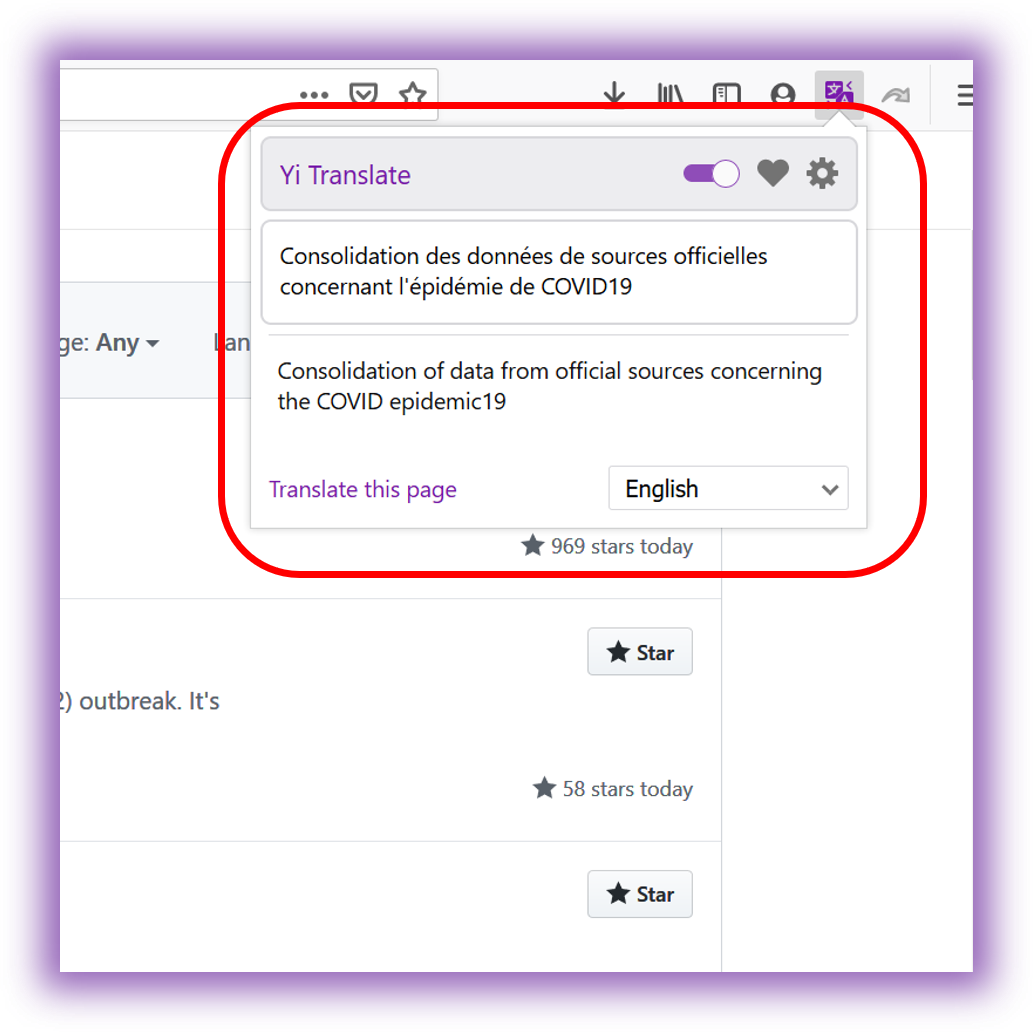 Yi Translate
Consolidation des données de sources officielles
concernant l'épidémie de COVID19
ge: Any
Lan
Consolidation of data from official sources concerning
the COVID epidemic19
Translate this page
English
969 stars today
Star
2) outbreak. It's
58 stars today
Star